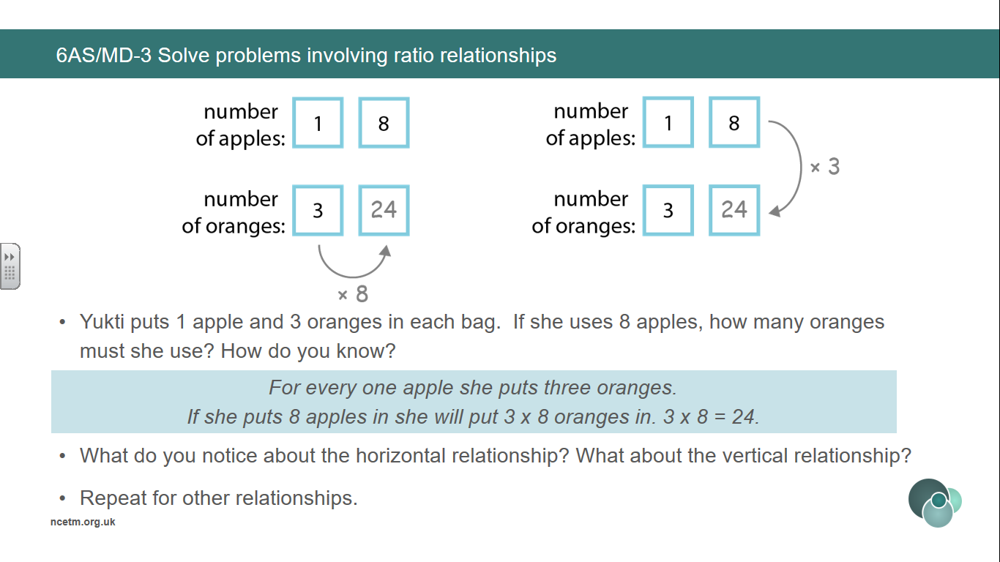 6AS/MD-3 Solve problems involving ratio relationships
number
of apples:
1 8
number
of oranges:
3 24
× 8
number
of apples:
1 8
× 3
number
of oranges:
3 24
• Yukti puts 1 apple and 3 oranges in each bag.  If she uses 8 apples, how many oranges
must she use? How do you know?
For every one apple she puts three oranges.
If she puts 8 apples in she will put 3 x 8 oranges in. 3 x 8 = 24.
• What do you notice about the horizontal relationship? What about the vertical relationship?
• Repeat for other relationships.
ncetm.org.uk